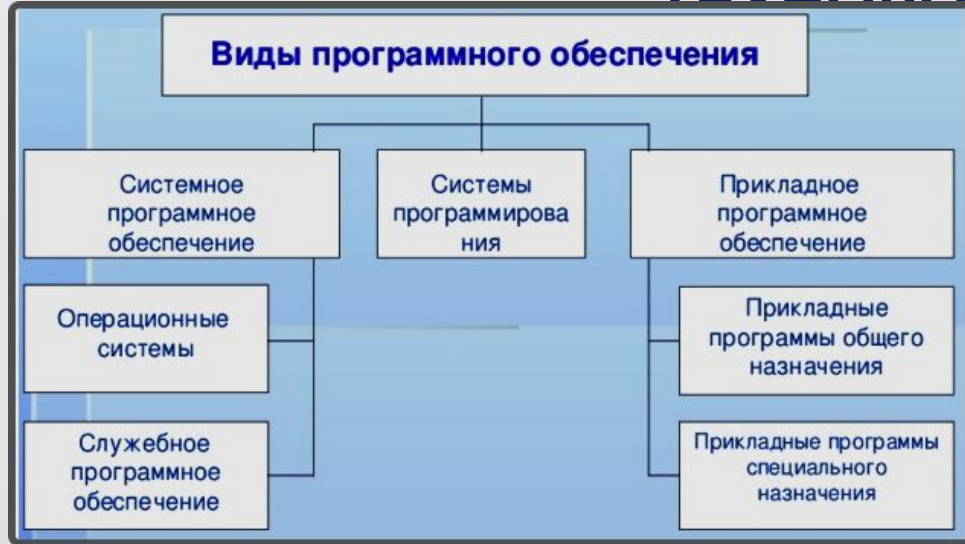 Виды программного обеспечения
Системное
программное
обеспечение
Системы
программирова
ния
Прикладное
программное
обеспечение
Операционные
системы
Прикладные
программы общего
назначения
Служебное
программное
обеспечение
Прикладные программы
специального
назначения